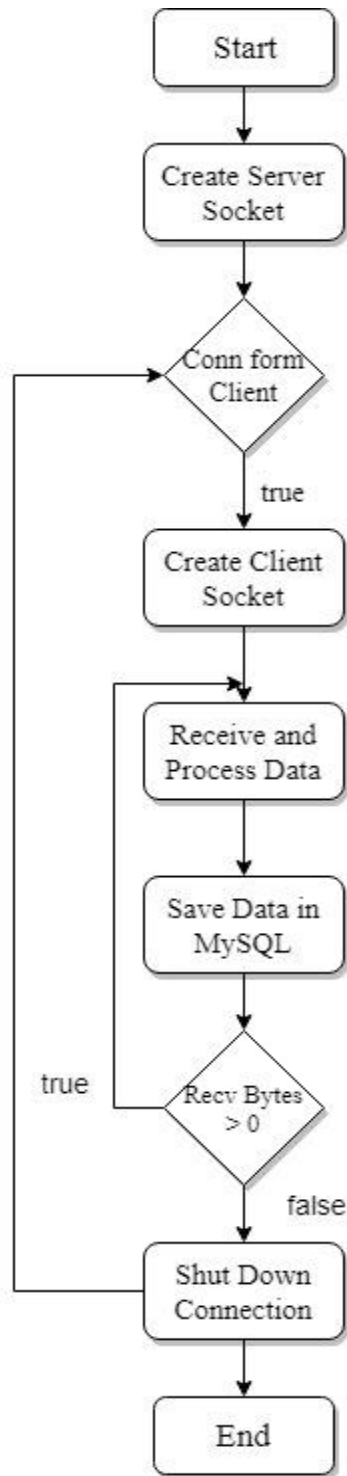 Start
Create Server
Socket
Conn form
Client
true
Create Client
Socket
Receive and
Process Data
Save Data in
MySQL
true
Recv Bytes
> 0
false
Shut Down
Connection
End